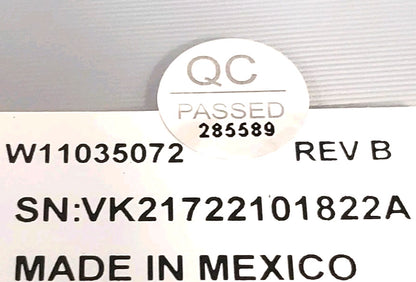 QC
PASSED
285589
W11035072 REV B
SN:VK21722101822A
MADE IN MEXICO